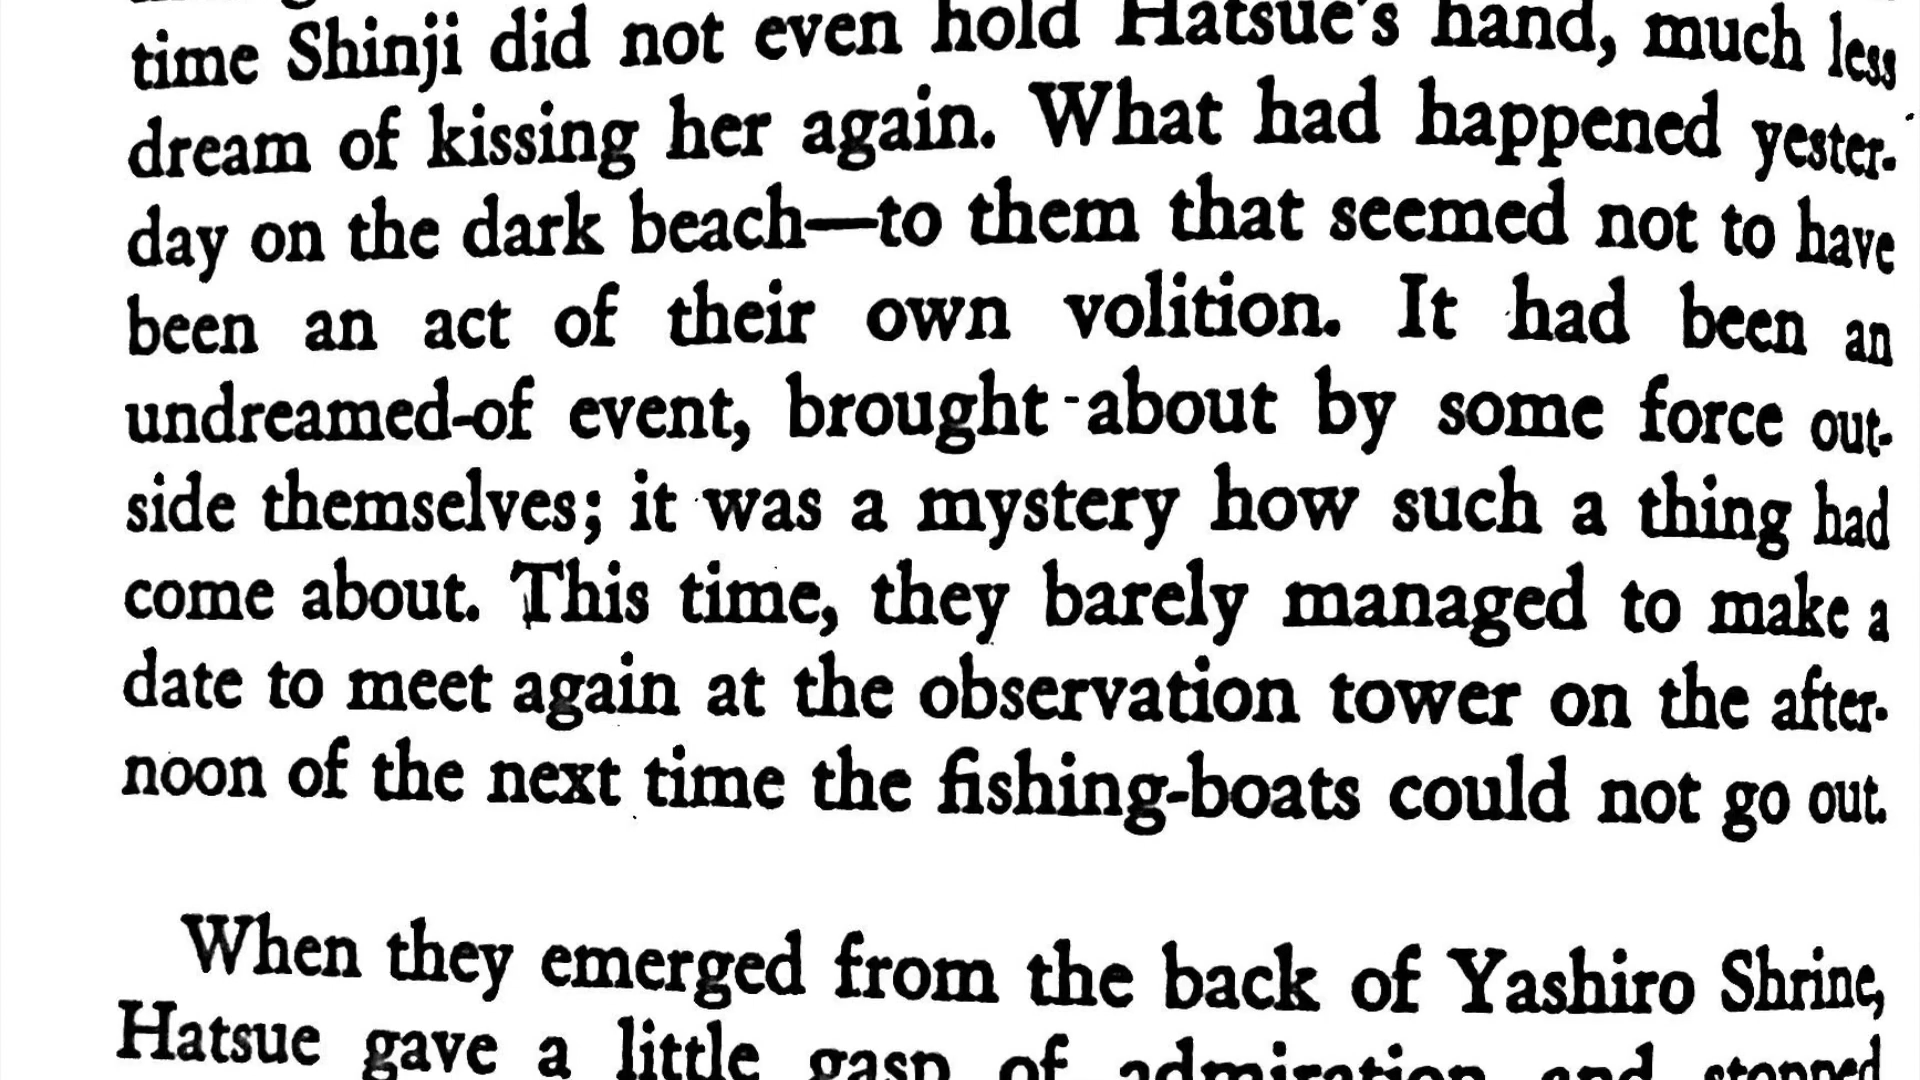 time Shinji did not even hold Hatsue's hand, much less
dream of kissing her again. What had happened yester-
day on the dark beach—to them that seemed not to have
been an act of their own volition. It had been an
undreamed-of event, brought about by some force out-
side themselves; it was a mystery how such a thing had
come about. This time, they barely managed to make a
date to meet again at the observation tower on the after-
noon of the next time the fishing-boats could not go out.
When they emerged from the back of Yashiro Shrine,
Hatsue gave a little gasp of admiration and stopped